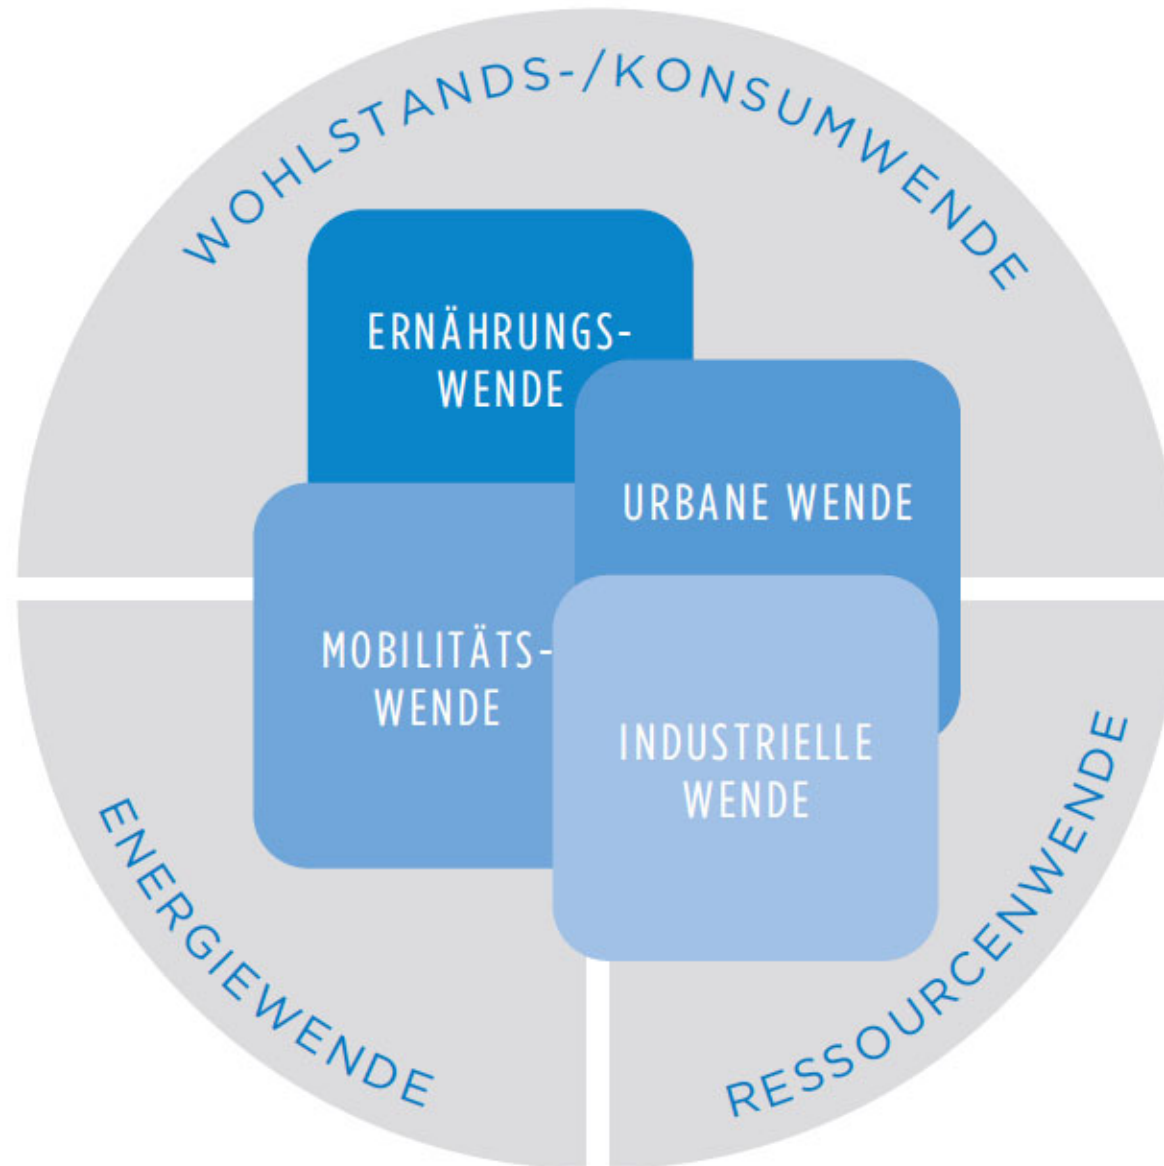 WOHLSTANDS-/KONSUMWENDE
ERNÄHRUNGS-
WENDE
URBANE WENDE
MOBILITÄTS-
WENDE
INDUSTRIELLE
WENDE
ENERGIEWENDE
RESSOURCENWENDE